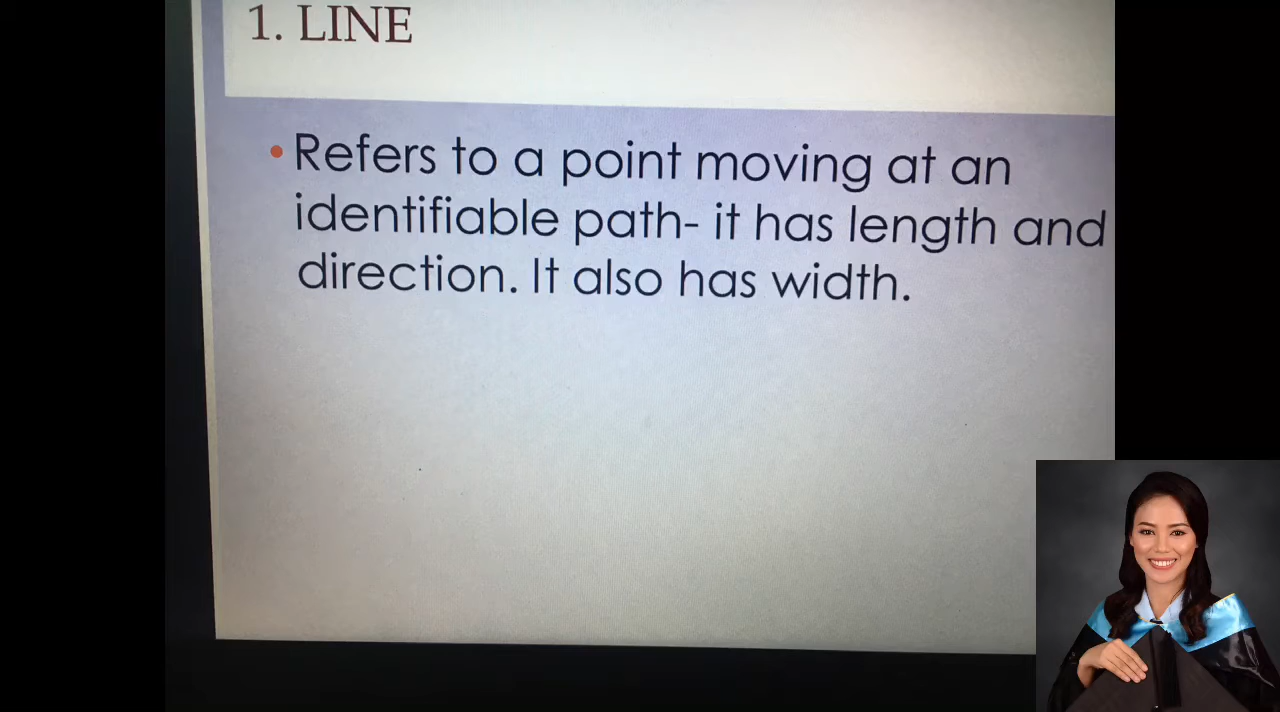 1. LINE
• Refers to a point moving at an
identifiable path- it has length and
direction. It also has width.